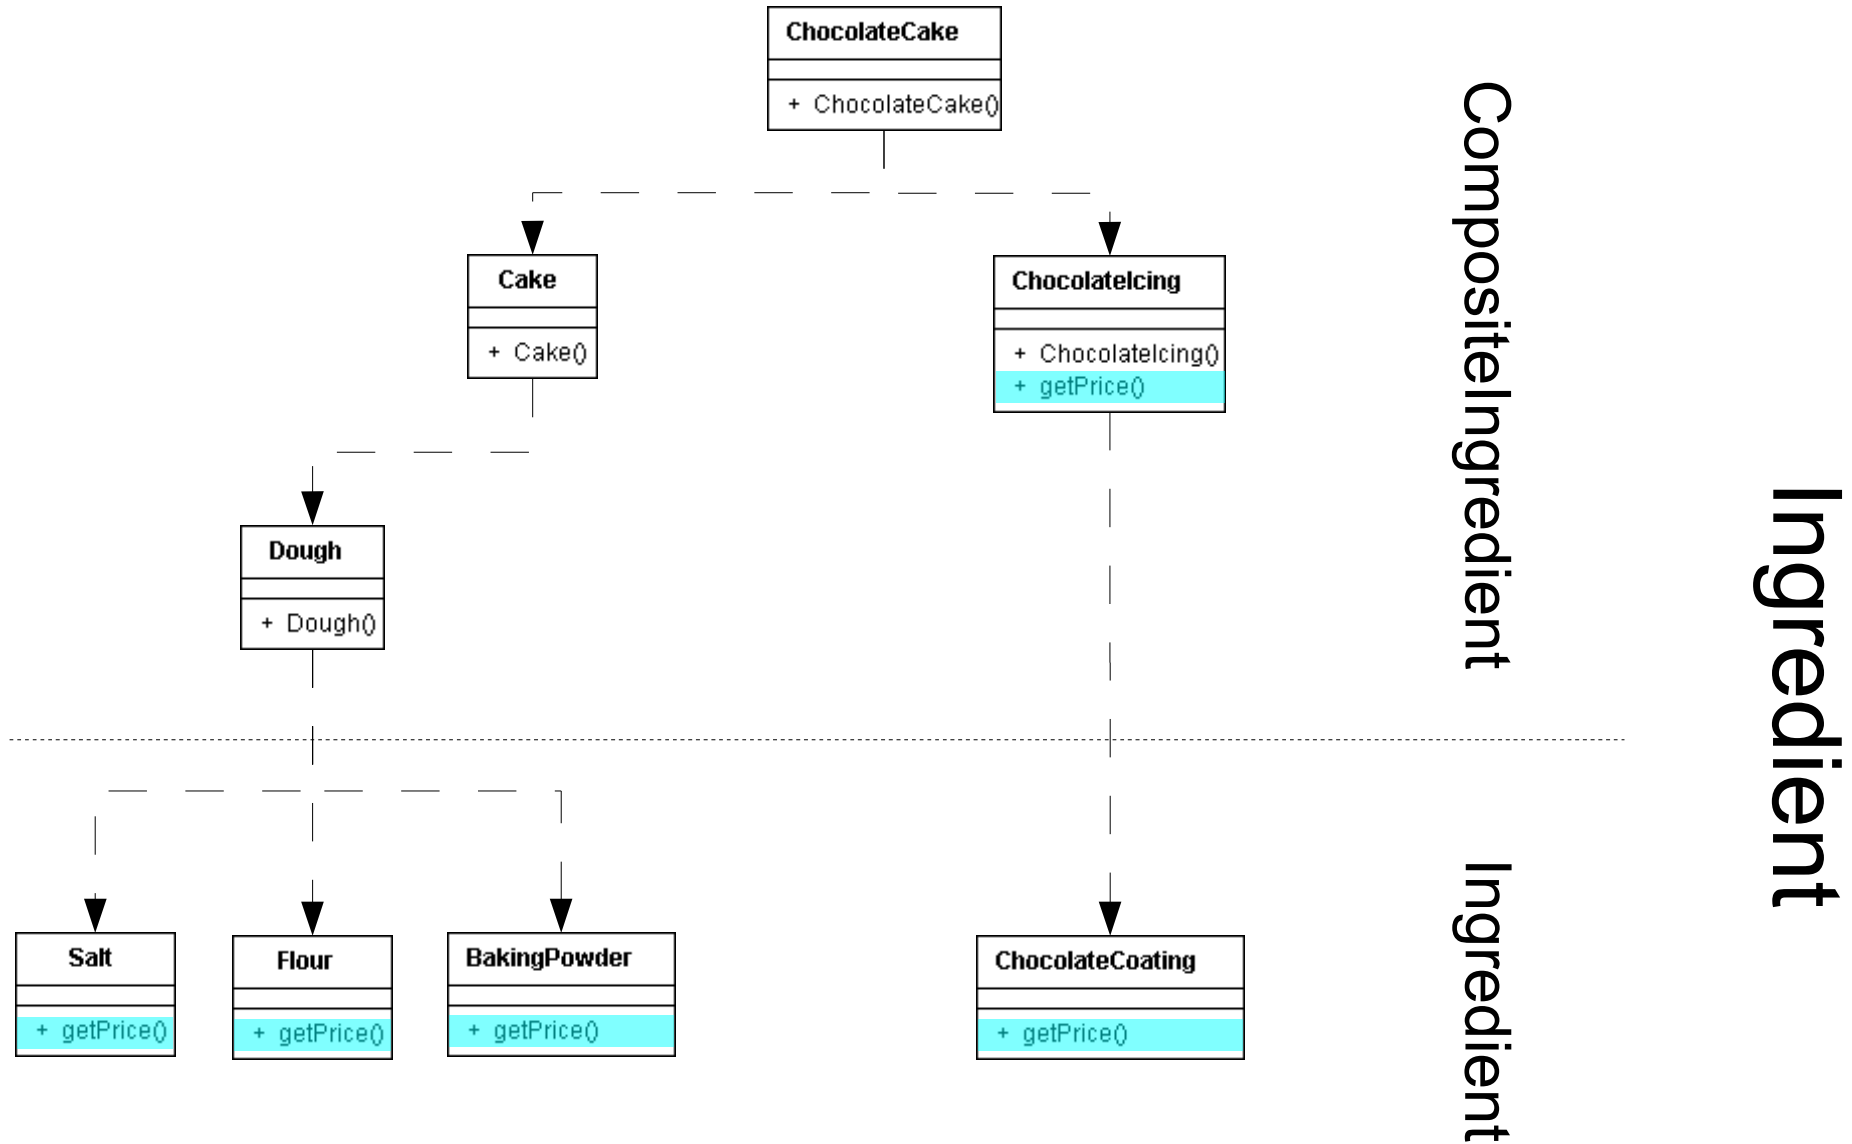 ChocolateCake
+ ChocolateCake()
Cake
+ Cake()
ChocolateIcing
+ ChocolateIcing()
+ getPrice()
Dough
+ Dough()
Salt
+ getPrice()
Flour
+ getPrice()
BakingPowder
+ getPrice()
ChocolateCoating
+ getPrice()
CompositeIngredient
Ingredient
Ingredient